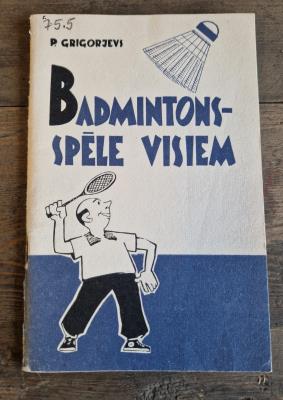 75.5
P. GRIGORJEVS
BADMINTONS-
SPĒLE VISIEM